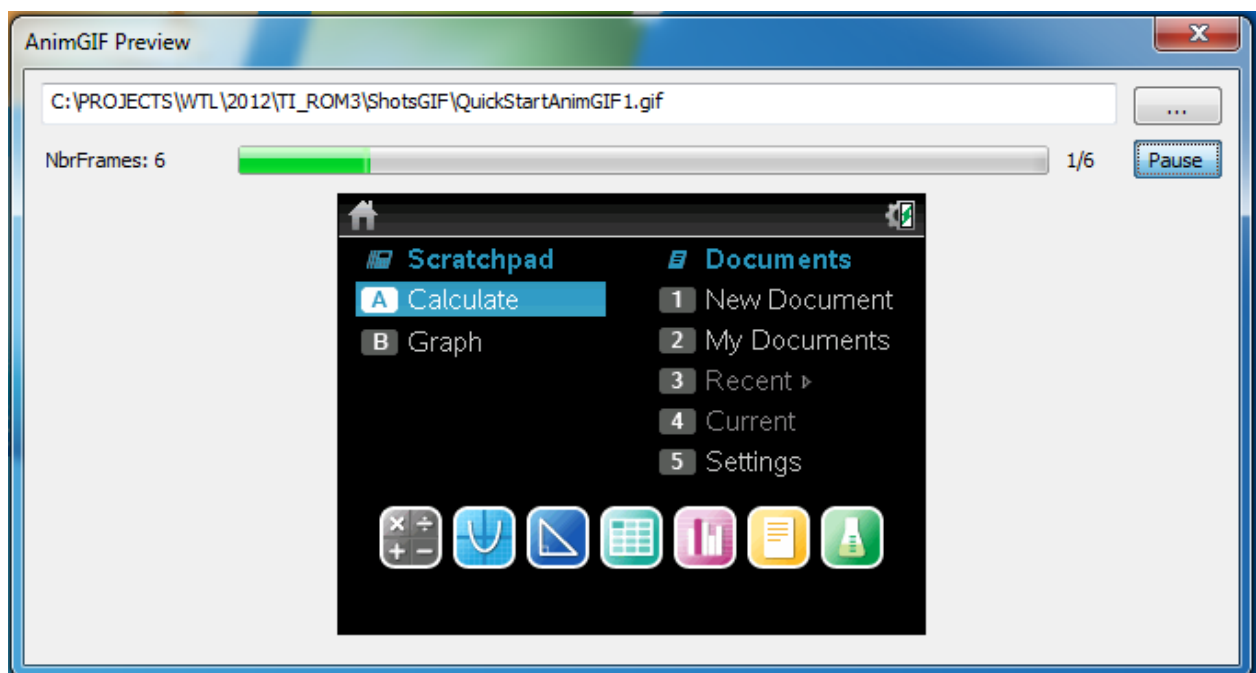 AnimGIF Preview
C:\PROJECTS\WTL\2012\TI_ROM3\ShotsGIF\QuickStartAnimGIF1.gif
...
NbrFrames: 6
1/6
Pause
Scratchpad
Documents
A Calculate
1 New Document
B Graph
2 My Documents
3 Recent
4 Current
5 Settings